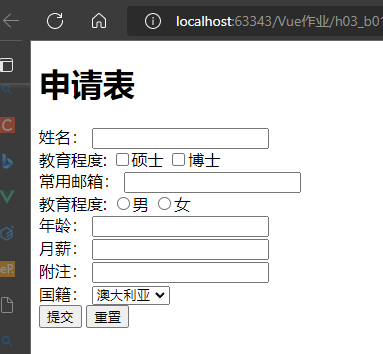 localhost:63343/Vue作业/h03_b01
申请表
姓名：
教育程度: 硕士 博士
常用邮箱：
教育程度: 男 女
年龄：
月薪：
附注：
国籍： 澳大利亚
提交 重置
C
eP.